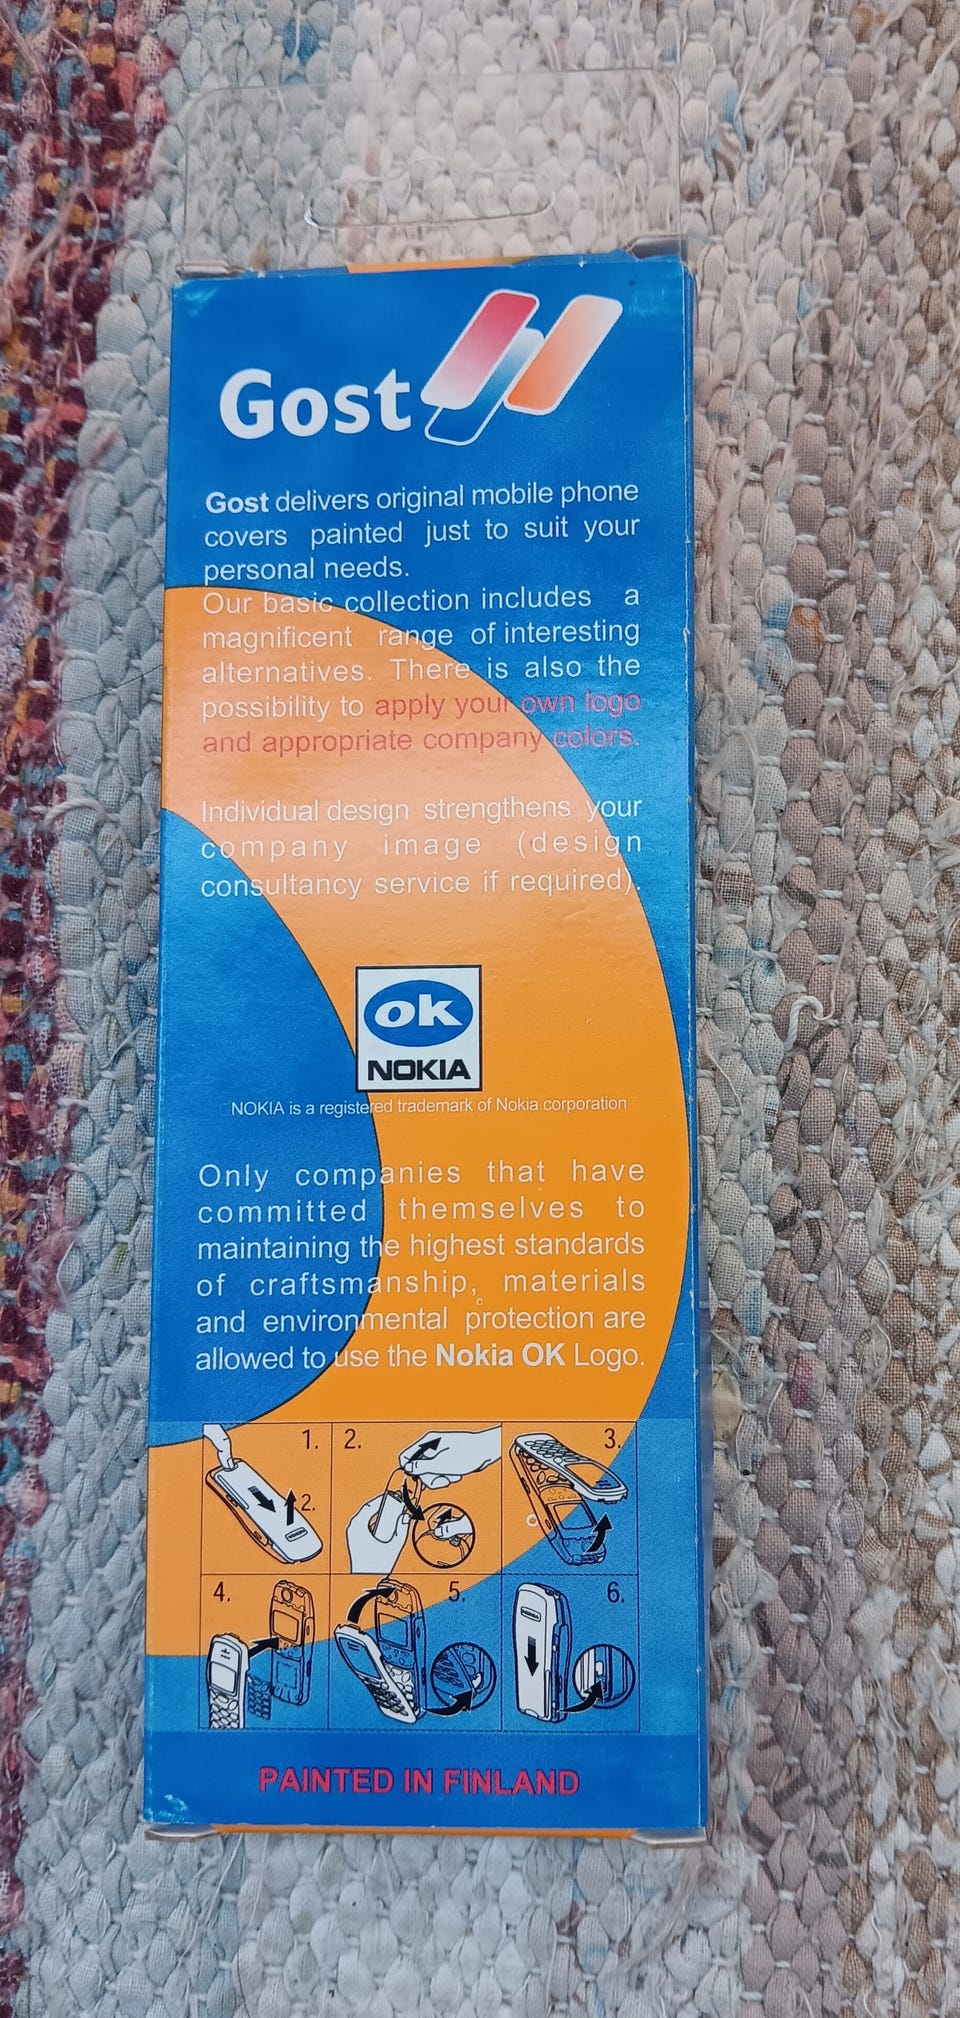 Gost
Gost delivers original mobile phone
covers painted just to suit your
personal needs.
Our basic collection includes a
magnificent range of interesting
alternatives. There is also the
possibility to apply your own logo
and appropriate company colors.
Individual design strengthens your
company image (design
consultancy service if required).
OK
NOKIA
NOKIA is a registered trademark of Nokia corporation
Only companies that have
committed themselves to
maintaining the highest standards
of craftsmanship, materials
and environmental protection are
allowed to use the Nokia OK Logo.
1. 2. 3.
2.
4. 5. 6.
NOKIA
PAINTED IN FINLAND